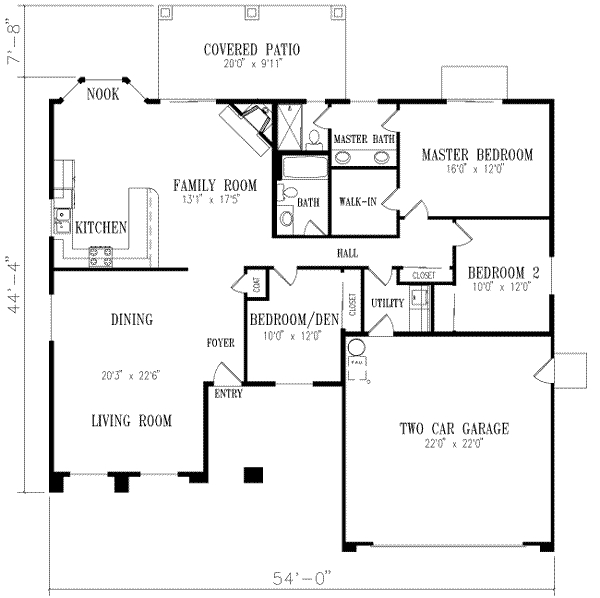 7'-8"
COVERED PATIO
20'0" x 9'11"
NOOK
MASTER BATH
MASTER BEDROOM
16'0" x 12'0"
FAMILY ROOM
13'1" x 17'5"
BATH
WALK-IN
KITCHEN
HALL
44'-4"
CLOSET
BEDROOM 2
10'0" x 12'0"
COAT
CLOSET
UTILITY
DINING
BEDROOM/DEN
10'0" x 12'0"
FOYER
FAU
20'3" x 22'6"
ENTRY
LIVING ROOM
TWO CAR GARAGE
22'0" x 22'0"
54'-0"